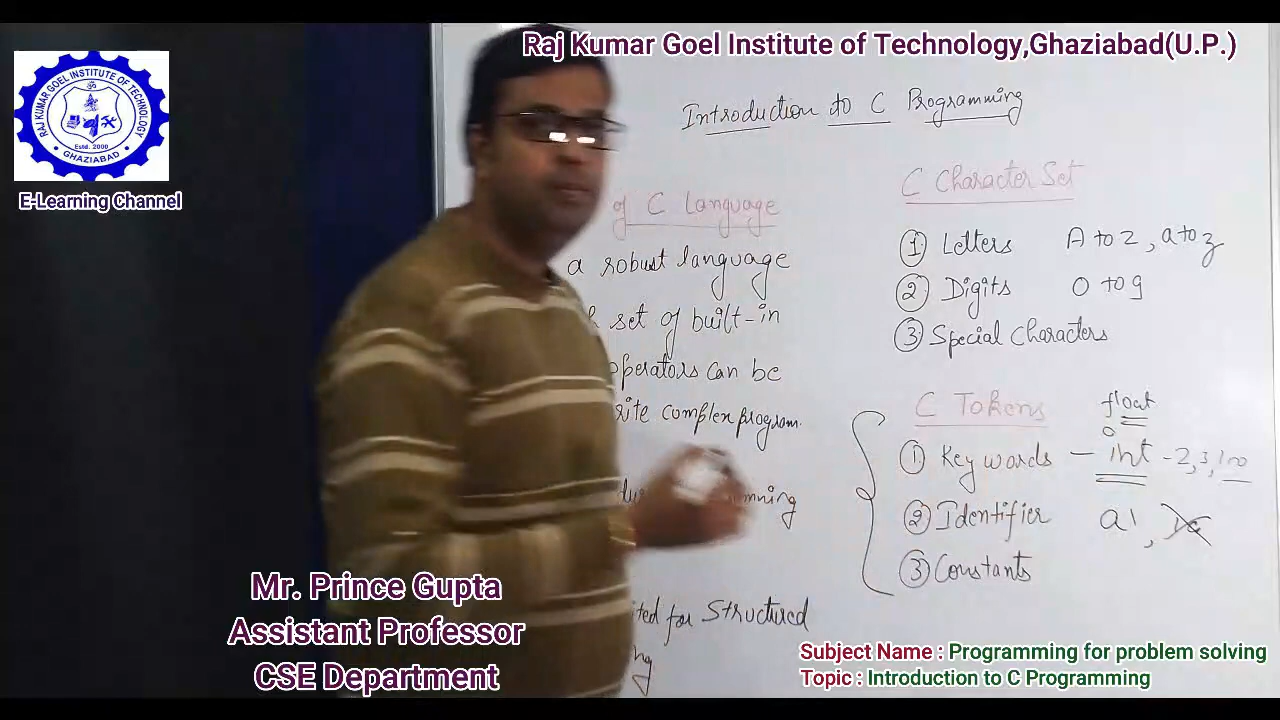 Raj Kumar Goel Institute of Technology,Ghaziabad(U.P.)
RAJ KUMAR GOEL INSTITUTE OF TECHNOLOGY
Estd. 2000
GHAZIABAD
E-Learning Channel
Introduction to C Programming
of C Language
a robust language
set of built-in
operators can be
complex program.
C Character Set
① Letters A to Z, a to z
② Digits 0 to 9
③ Special Characters
C Tokens float
① Keywords - int - 2, 3, 100
② Identifier a1,
③ Constants
for Structured
Mr. Prince Gupta
Assistant Professor
CSE Department
Subject Name : Programming for problem solving
Topic : Introduction to C Programming